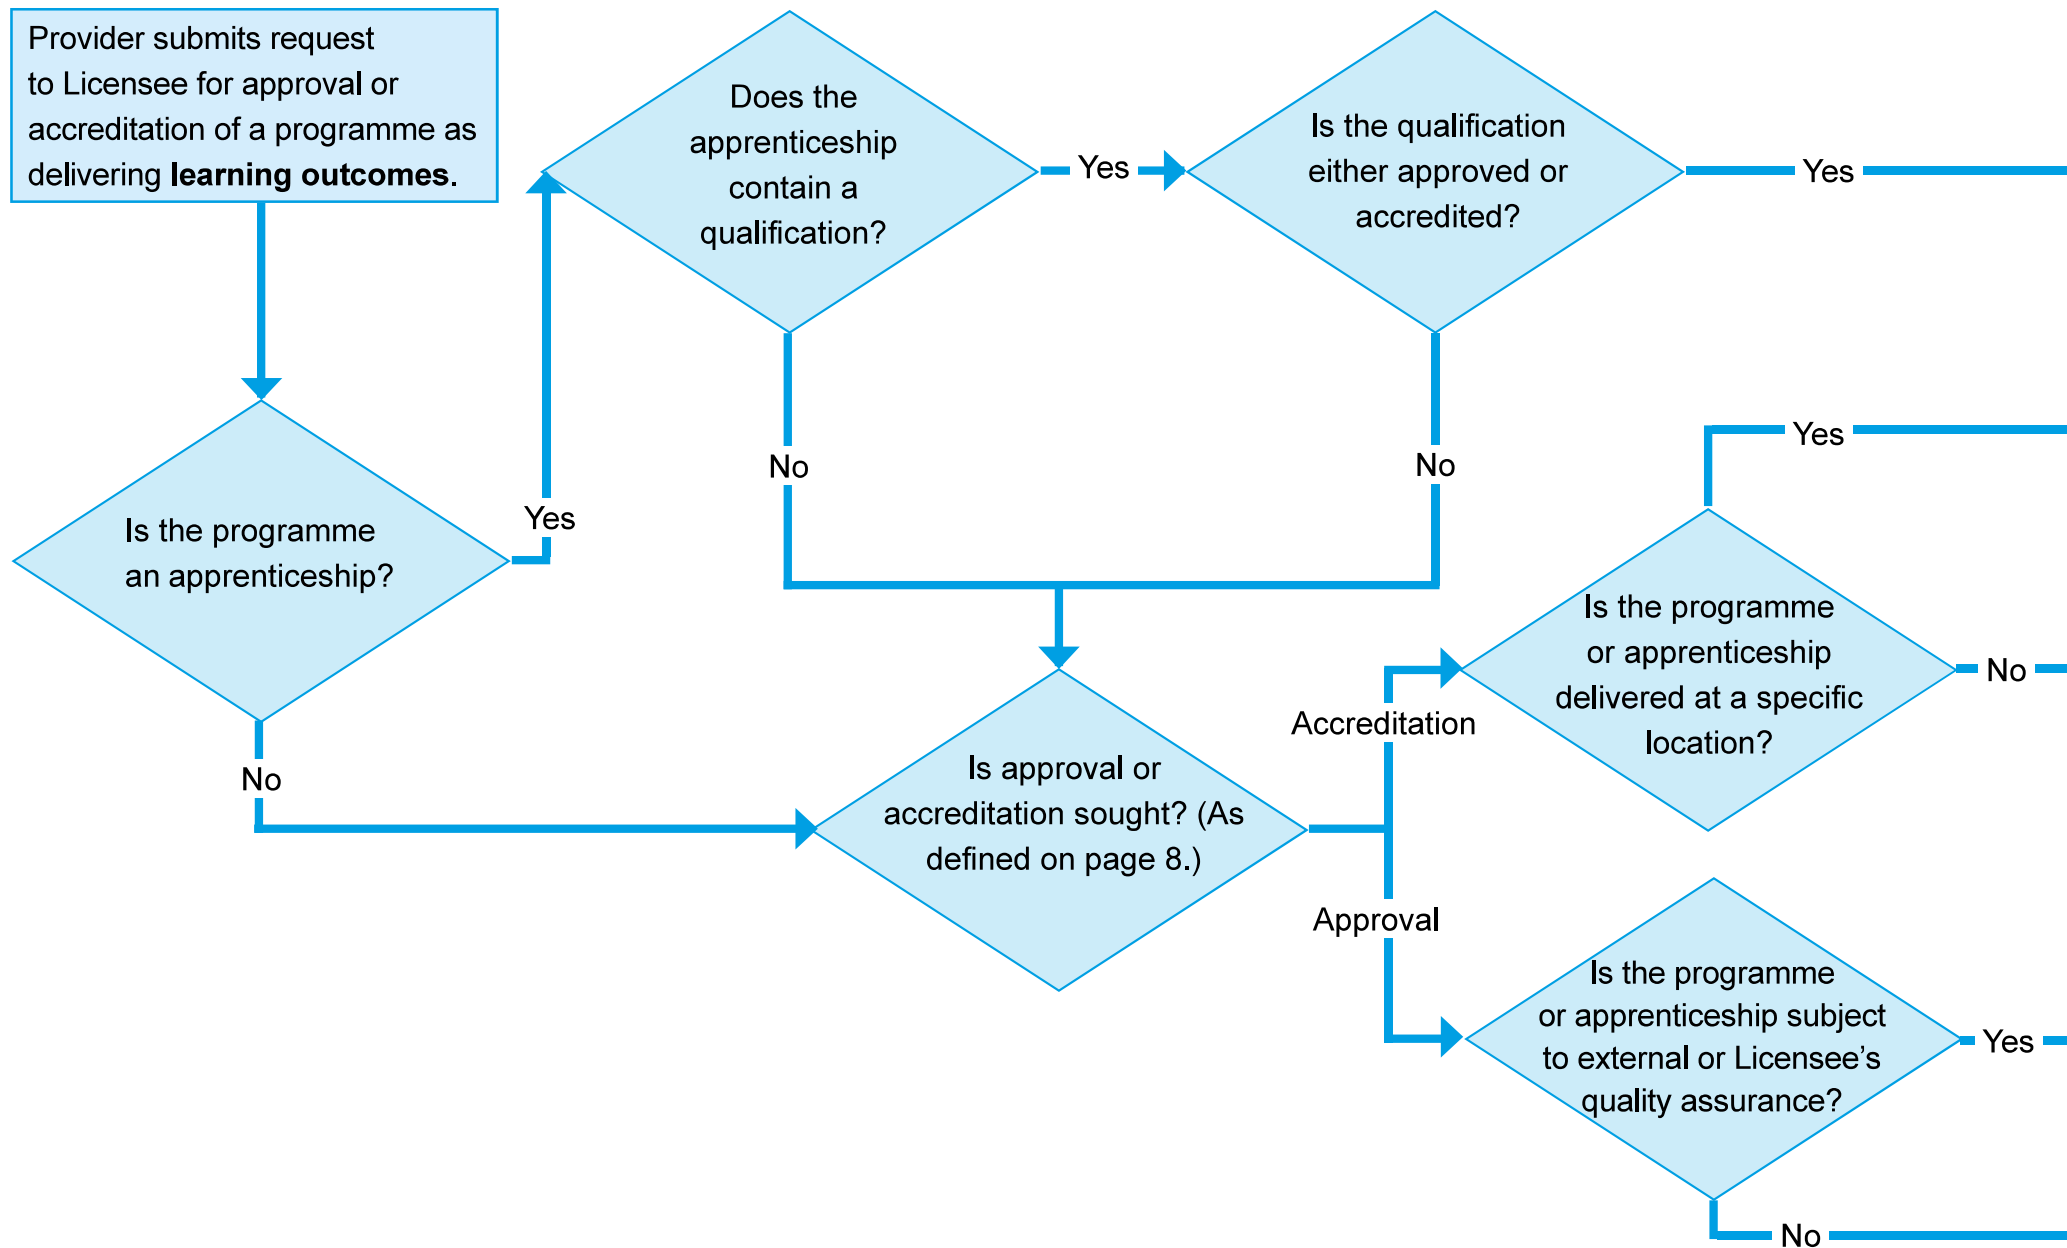 Provider submits request
to Licensee for approval or
accreditation of a programme as
delivering learning outcomes.
Does the
apprenticeship
contain a
qualification?
Yes
Is the qualification
either approved or
accredited?
Yes
No
No
Yes
Is the programme
an apprenticeship?
Yes
No
Is approval or
accreditation sought? (As
defined on page 8.)
Accreditation
Approval
Is the programme
or apprenticeship
delivered at a specific
location?
No
Is the programme
or apprenticeship subject
to external or Licensee's
quality assurance?
Yes
No